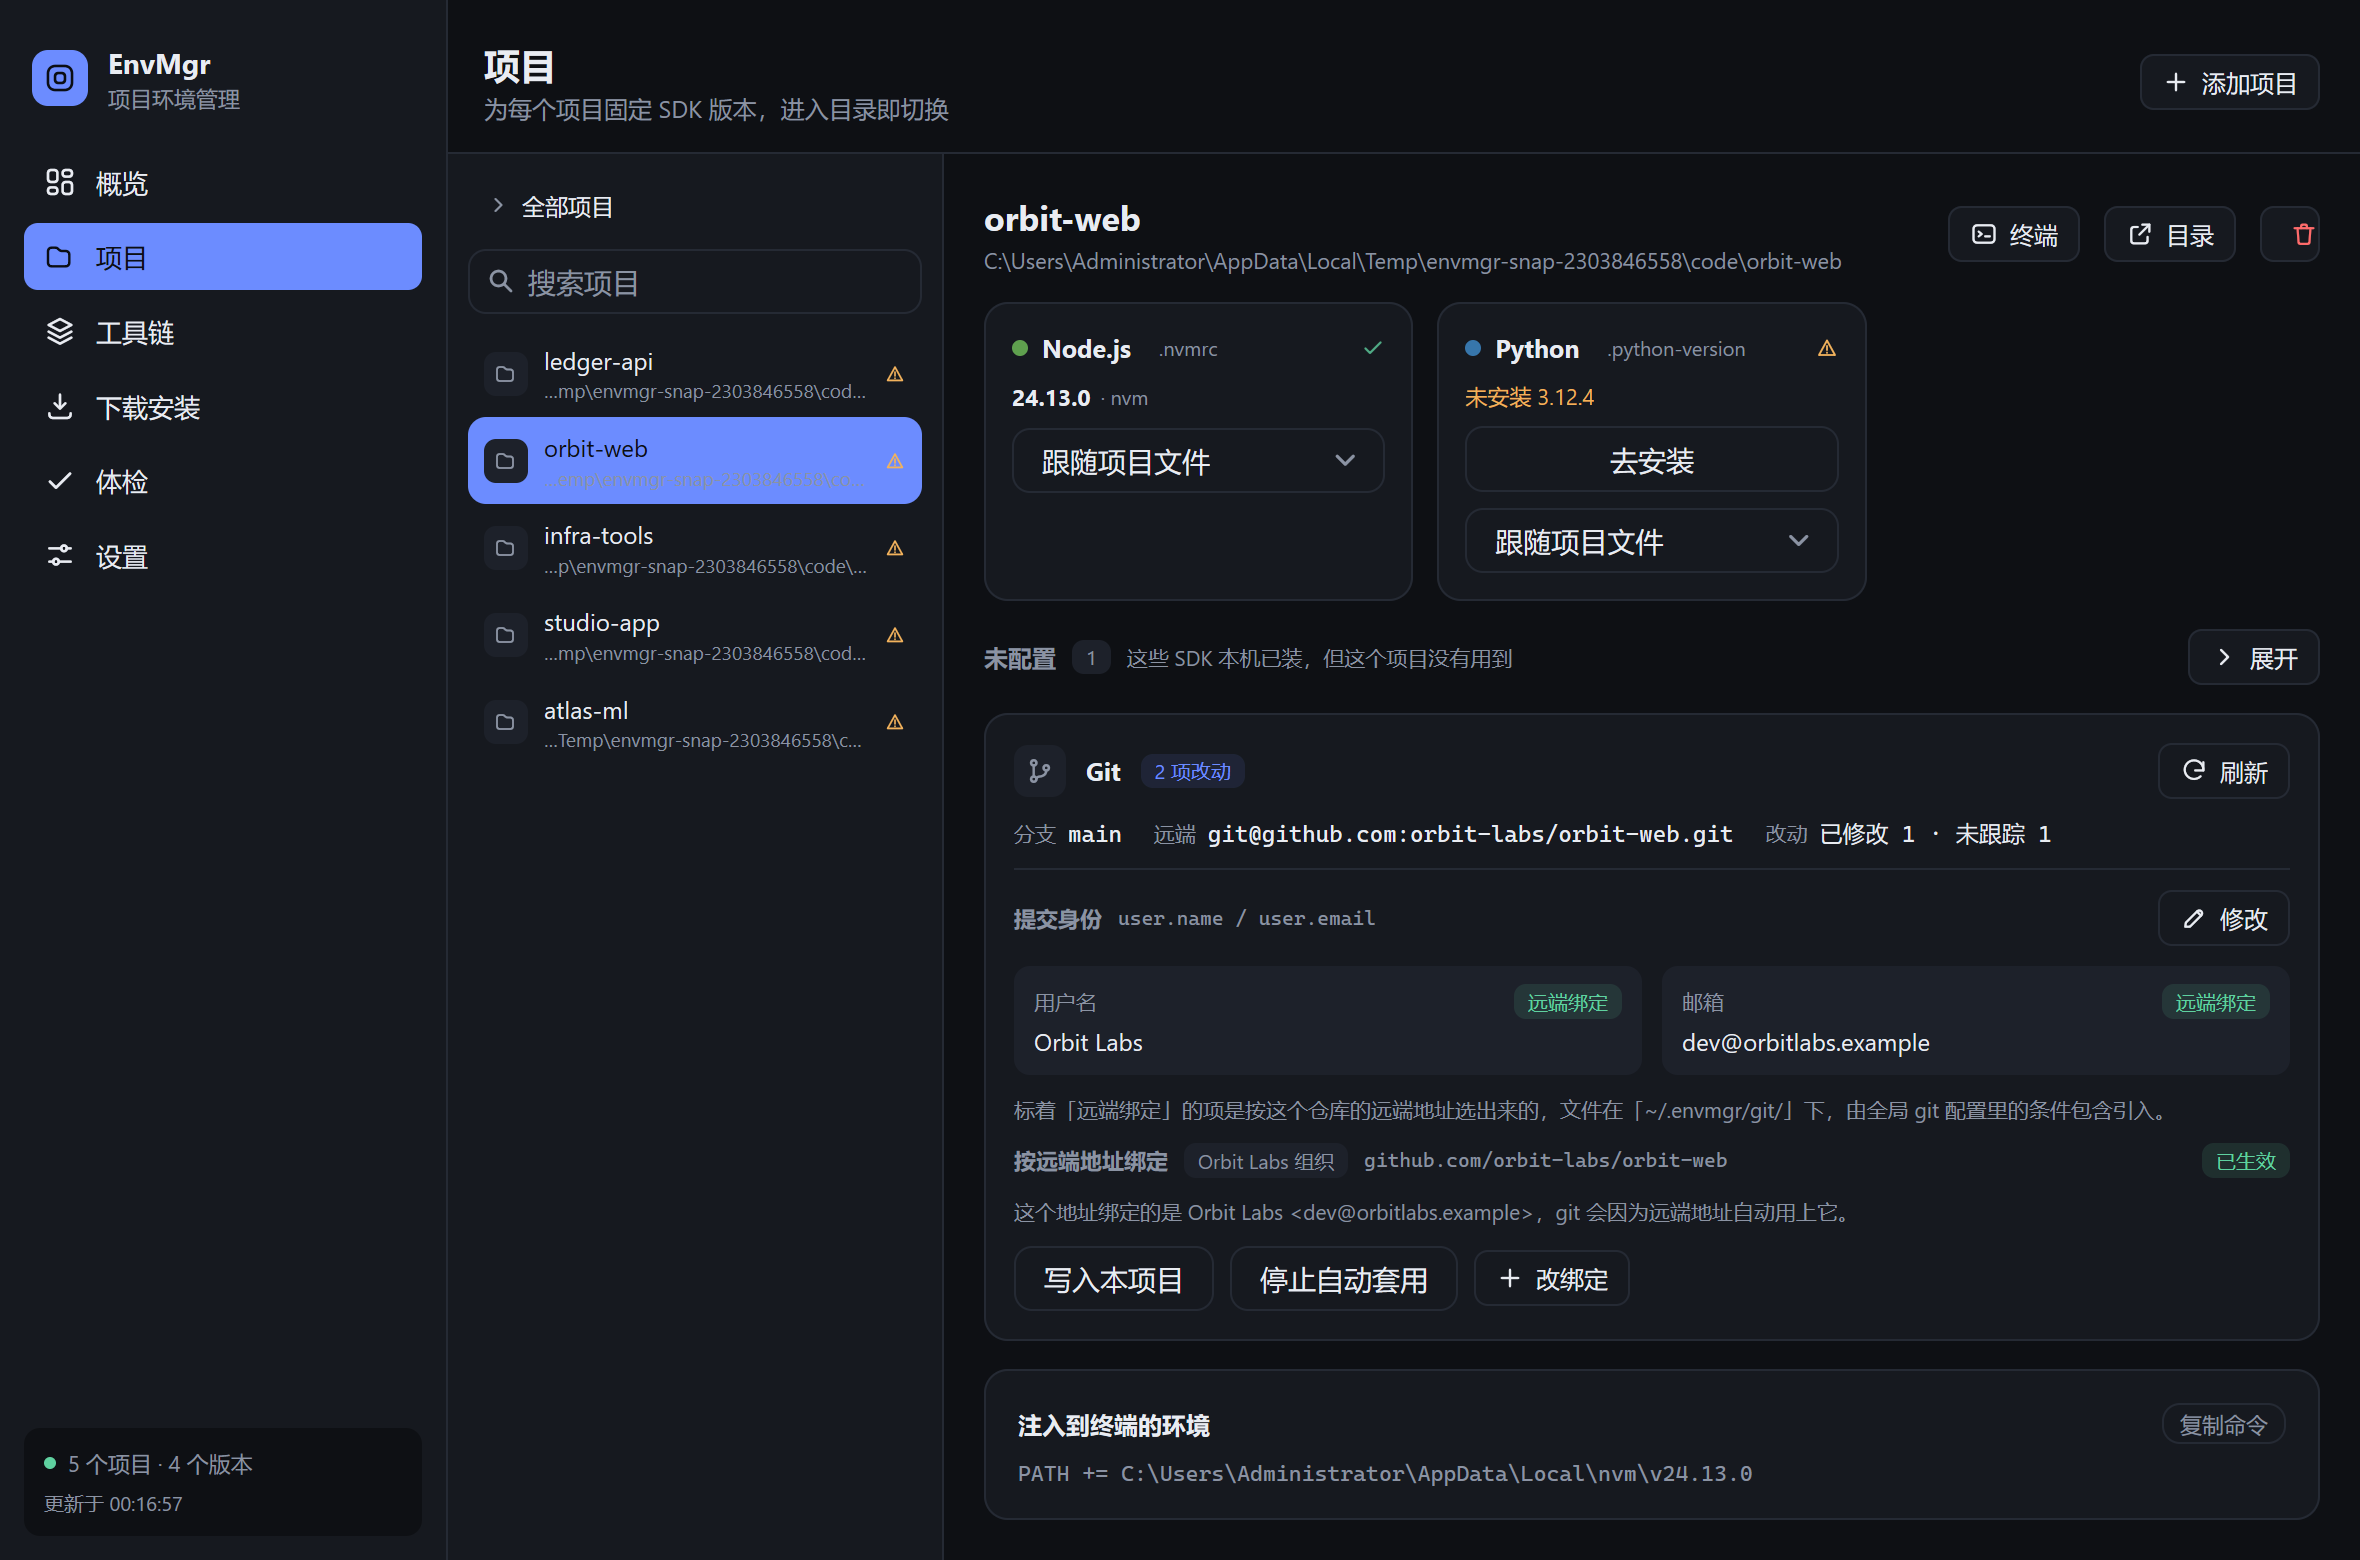 EnvMgr
项目环境管理
概览
项目
工具链
下载安装
体检
设置
5 个项目 · 4 个版本
更新于 00:16:57
项目
为每个项目固定 SDK 版本，进入目录即切换
添加项目
全部项目
搜索项目
ledger-api
...mp\envmgr-snap-2303846558\cod...
orbit-web
...emp\envmgr-snap-2303846558\co...
infra-tools
...p\envmgr-snap-2303846558\code\...
studio-app
...mp\envmgr-snap-2303846558\cod...
atlas-ml
...Temp\envmgr-snap-2303846558\c...
orbit-web
C:\Users\Administrator\AppData\Local\Temp\envmgr-snap-2303846558\code\orbit-web
终端
目录
Node.js .nvmrc
24.13.0 · nvm
跟随项目文件
Python .python-version
未安装 3.12.4
去安装
跟随项目文件
未配置 1 这些 SDK 本机已装，但这个项目没有用到
展开
Git 2 项改动
刷新
分支 main 远端 git@github.com:orbit-labs/orbit-web.git 改动 已修改 1 · 未跟踪 1
提交身份 user.name / user.email
修改
用户名 远端绑定
Orbit Labs
邮箱 远端绑定
dev@orbitlabs.example
标着「远端绑定」的项是按这个仓库的远端地址选出来的，文件在「~/.envmgr/git/」下，由全局 git 配置里的条件包含引入。
按远端地址绑定 Orbit Labs 组织 github.com/orbit-labs/orbit-web 已生效
这个地址绑定的是 Orbit Labs <dev@orbitlabs.example>，git 会因为远端地址自动用上它。
写入本项目 停止自动套用 改绑定
注入到终端的环境
复制命令
PATH += C:\Users\Administrator\AppData\Local\nvm\v24.13.0